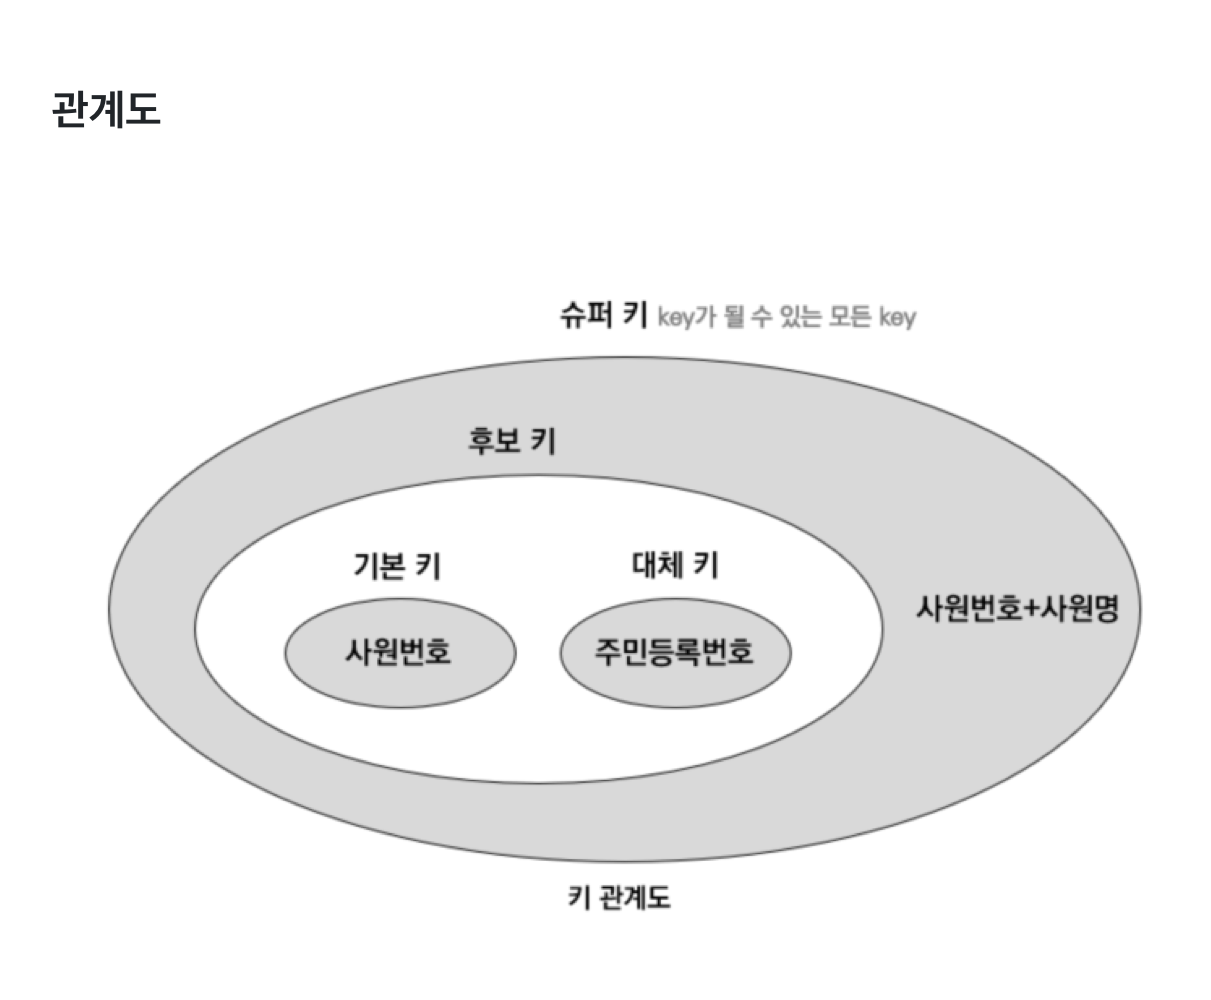 관계도
슈퍼 키 key가 될 수 있는 모든 key
후보 키
기본 키
대체 키
사원번호
주민등록번호
사원번호+사원명
키 관계도